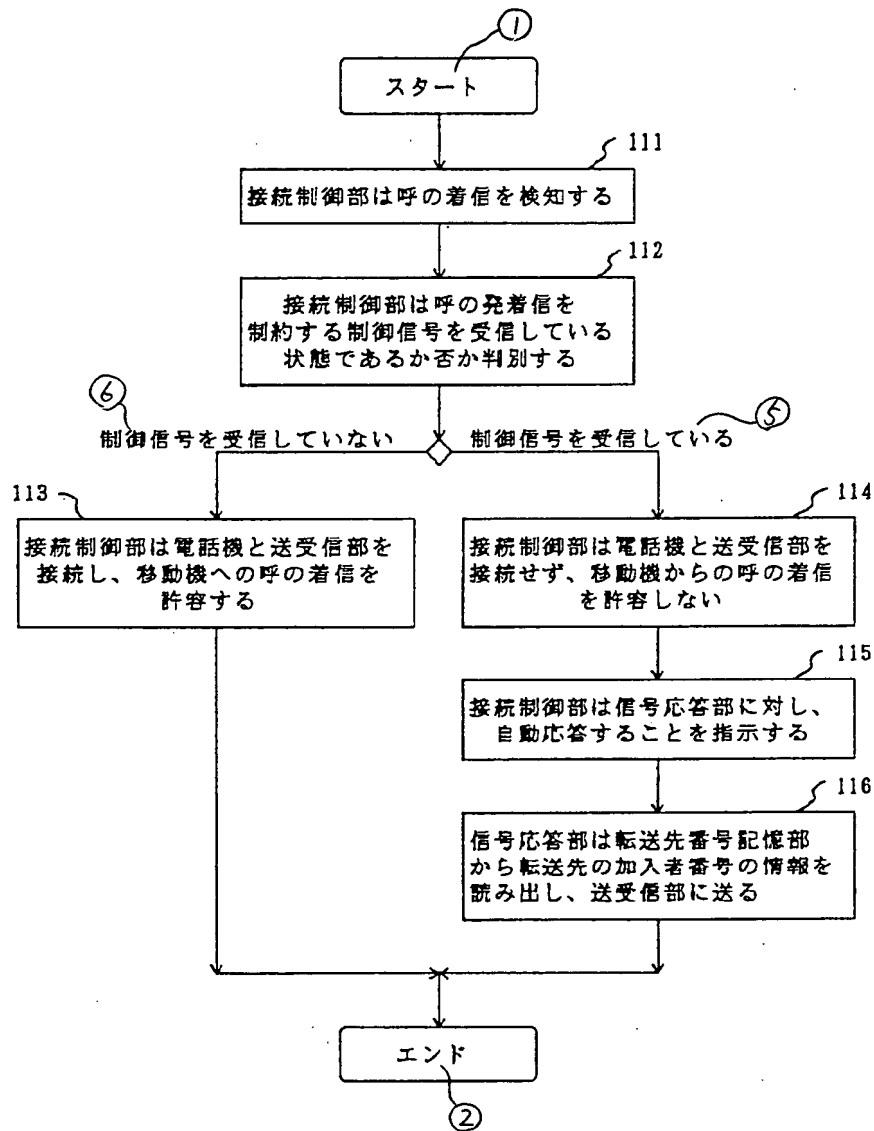 ①
スタート
111
接続制御部は呼の着信を検知する
112
接続制御部は呼の発着信を
制約する制御信号を受信している
状態であるか否か判別する
⑥
制御信号を受信していない
⑤
制御信号を受信している
113
接続制御部は電話機と送受信部を
接続し、移動機への呼の着信を
許容する
114
接続制御部は電話機と送受信部を
接続せず、移動機からの呼の着信
を許容しない
115
接続制御部は信号応答部に対し、
自動応答することを指示する
116
信号応答部は転送先番号記憶部
から転送先の加入者番号の情報を
読み出し、送受信部に送る
エンド
②